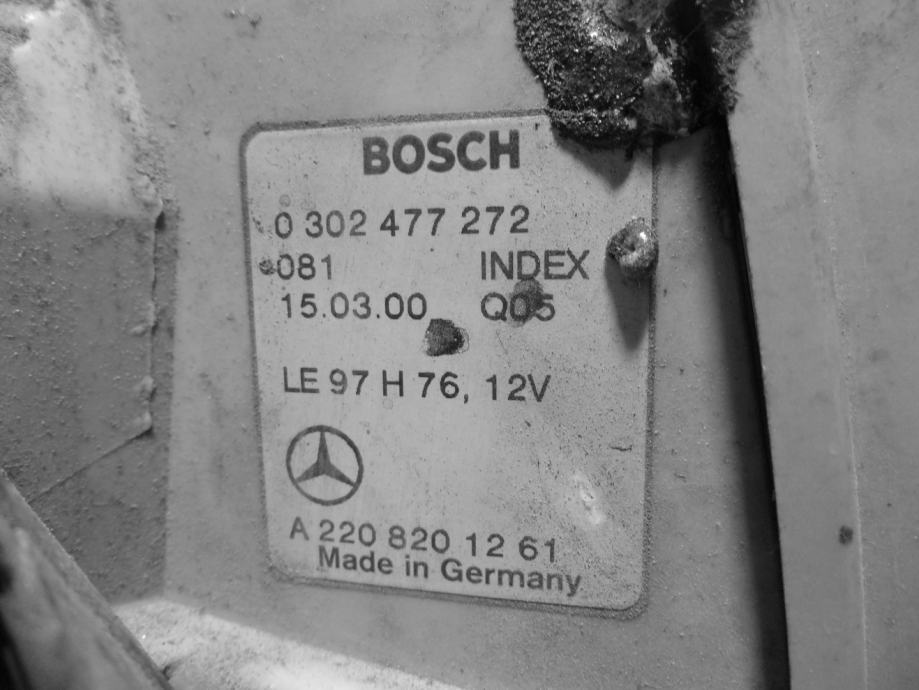 BOSCH
0 302 477 272
081 INDEX
15.03.00 Q05
LE 97 H 76, 12V
A 220 820 12 61
Made in Germany